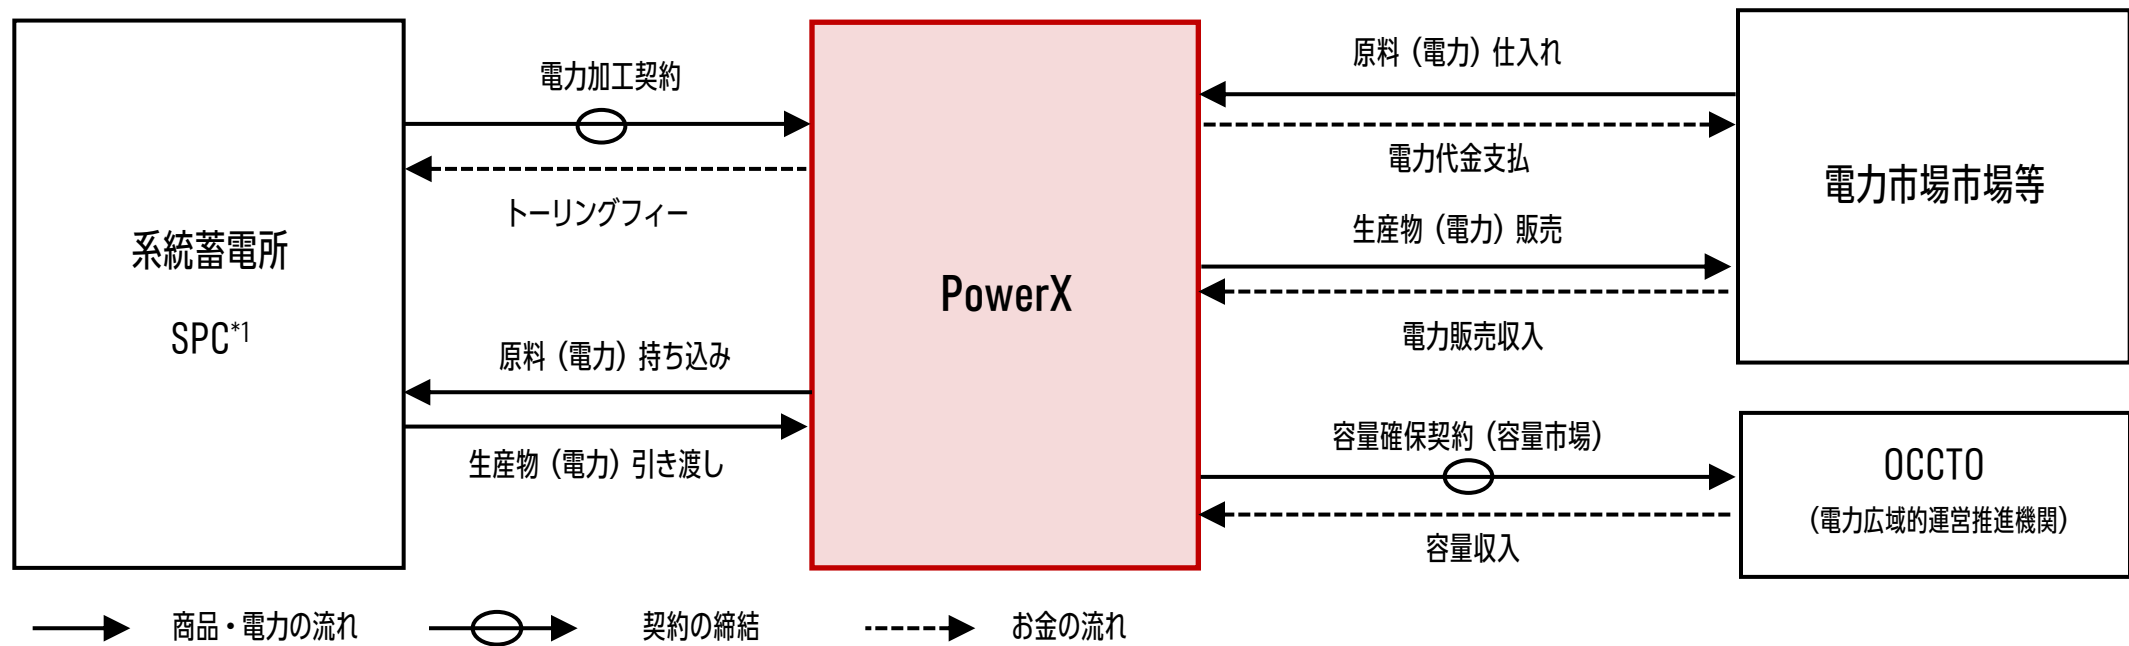 系統蓄電所
SPC*1
電力加工契約
トーリングフィー
原料（電力）持ち込み
生産物（電力）引き渡し
PowerX
原料（電力）仕入れ
電力代金支払
生産物（電力）販売
電力販売収入
容量確保契約（容量市場）
容量収入
電力市場市場等
OCCTO
（電力広域的運営推進機関）
商品・電力の流れ
契約の締結
お金の流れ